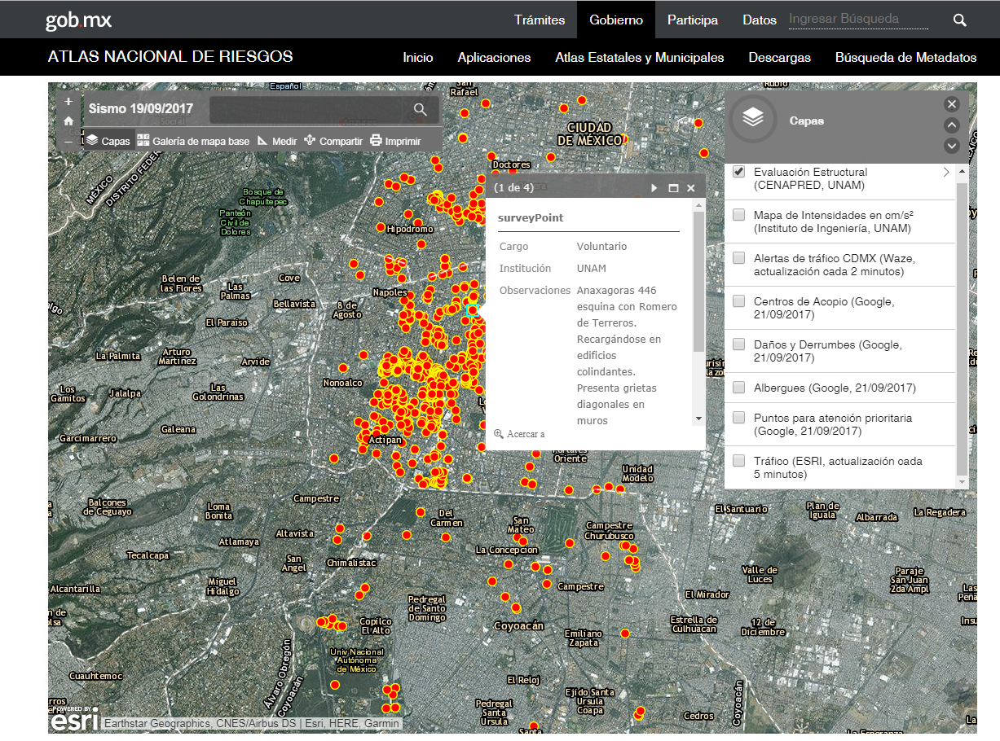 gob.mx
Trámites
Gobierno
Participa
Datos
Ingresar Búsqueda
ATLAS NACIONAL DE RIESGOS
Inicio
Aplicaciones
Atlas Estatales y Municipales
Descargas
Búsqueda de Metadatos
Español
San
Rafael
Rubio
+
Sismo 19/09/2017
Social
−
Capas
Galería de mapa base
Medir
Compartir
Imprimir
CIUDAD
DE MÉXICO
Doctores
MÉXICO
DISTRITO FEDERAL
Bosque de
Chapultepec
Panteón
Civil de
Dolores
Hipodromo
Belen de
las Flores
Las
Palmas
Cove
Napoles
Bellavista
8 de
Agosto
El Paraiso
La Palmita
Arturo
Martinez
Arvide
Nonoalco
Los
Gamitos
Jalalpa
Las
Golondrinas
Galeana
Garcimarrero
Actipan
Portales
Oriente
Unidad
Modelo
Balcones
de Ceguayo
Loma
Bonita
Campestre
Del
Carmen
San
Mateo
Campestre
Churubusco
El Santuario
Plan de
Iguala
Albarrada
La Regadera
Altavista
Atlamaya
La Concepcion
Tecalcapa
San
Angel
Chimalistac
Valle de
Luces
Paraje
San Juan
2da Ampl
Alcantarilla
Miguel
Hidalgo
Campestre
El Mirador
Pedregal
de Santo
Domingo
Copilco
El Alto
Coyoacán
Emiliano
Zapata
Estrella de
Culhuacan
12 de
Diciembre
Univ Nacional
Autónoma
de México
Cuauhtemoc
Álvaro Obregón
Coyoacán
El Reloj
Pedregal
Santa
Ursula
Ejido Santa
Ursula
Coapa
Cedros
Coyoacán
Santa
La Esperanza
(1 de 4)
surveyPoint
Cargo
Voluntario
Institución
UNAM
Observaciones
Anaxagoras 446
esquina con Romero
de Terreros.
Recargándose en
edificios
colindantes.
Presenta grietas
diagonales en
muros
Acercar a
Capas
Evaluación Estructural
(CENAPRED, UNAM)
Mapa de Intensidades en cm/s²
(Instituto de Ingeniería, UNAM)
Alertas de tráfico CDMX (Waze,
actualización cada 2 minutos)
Centros de Acopio (Google,
21/09/2017)
Daños y Derrumbes (Google,
21/09/2017)
Albergues (Google, 21/09/2017)
Puntos para atención prioritaria
(Google, 21/09/2017)
Tráfico (ESRI, actualización cada
5 minutos)
POWERED BY
esri
Earthstar Geographics, CNES/Airbus DS | Esri, HERE, Garmin